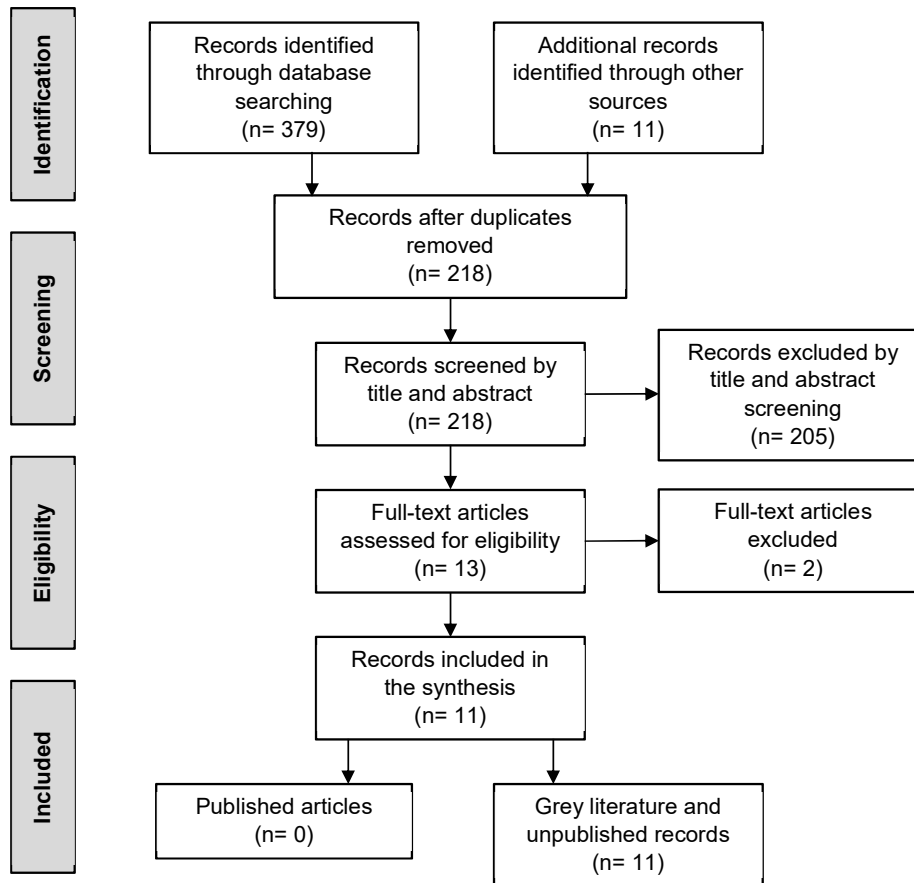 Identification
Records identified
through database
searching
(n= 379)
Additional records
identified through other
sources
(n= 11)
Records after duplicates
removed
(n= 218)
Screening
Records screened by
title and abstract
(n= 218)
Records excluded by
title and abstract
screening
(n= 205)
Eligibility
Full-text articles
assessed for eligibility
(n= 13)
Full-text articles
excluded
(n= 2)
Records included in
the synthesis
(n= 11)
Included
Published articles
(n= 0)
Grey literature and
unpublished records
(n= 11)